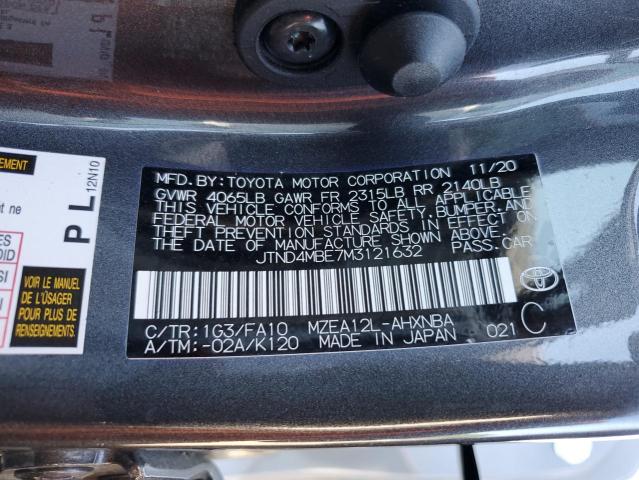 MFD. BY: TOYOTA MOTOR CORPORATION 11/20
GVWR 4065LB GAWR FR 2315LB RR 2140LB
THIS VEHICLE CONFORMS TO ALL APPLICABLE
FEDERAL MOTOR VEHICLE SAFETY, BUMPER, AND
THEFT PREVENTION STANDARDS IN EFFECT ON
THE DATE OF MANUFACTURE SHOWN ABOVE.
JTND4MBE7M3121632 PASS. CAR
C/TR: 1G3/FA10 MZEA12L-AHXNBA
A/TM: -02A/K120 MADE IN JAPAN 021 C
PL 12N10
VOIR LE MANUEL
DE L'ÛSAGER
POUR PLUS DE
RENSEIGNEMENTS